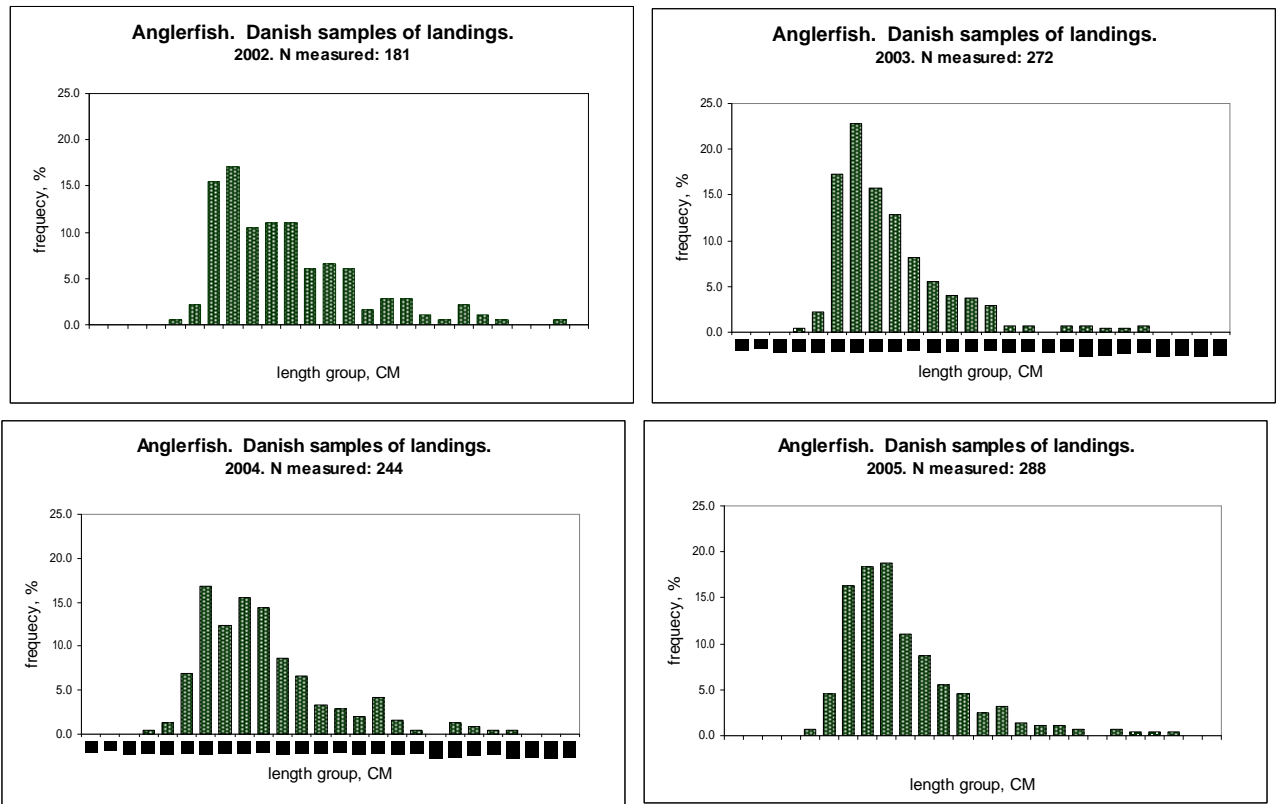 Anglerfish. Danish samples of landings.
2002. N measured: 181
25.0
20.0
15.0
10.0
5.0
0.0
frequecy, %
length group, CM
Anglerfish. Danish samples of landings.
2003. N measured: 272
25.0
20.0
15.0
10.0
5.0
0.0
frequecy, %
length group, CM
Anglerfish. Danish samples of landings.
2004. N measured: 244
25.0
20.0
15.0
10.0
5.0
0.0
frequecy, %
length group, CM
Anglerfish. Danish samples of landings.
2005. N measured: 288
25.0
20.0
15.0
10.0
5.0
0.0
frequecy, %
length group, CM